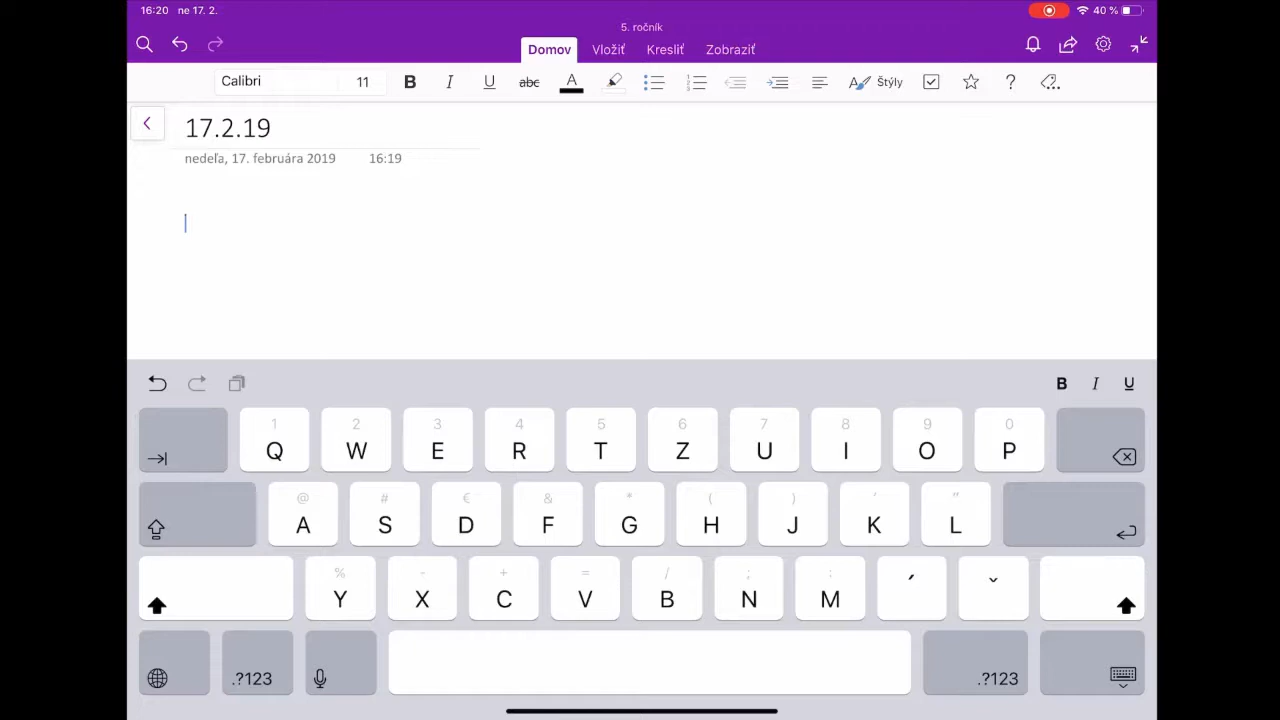 16:20 ne 17. 2. 40 %
5. ročník
Domov Vložiť Kresliť Zobraziť
Calibri 11 B I U abc A Štýly
17.2.19
nedeľa, 17. februára 2019 16:19
B I U
1 2 3 4 5 6 7 8 9 0
Q W E R T Z U I O P
@ # € & * ( ) ' "
A S D F G H J K L
% - + = / ; :
Y X C V B N M ´ ˇ
.?123 .?123